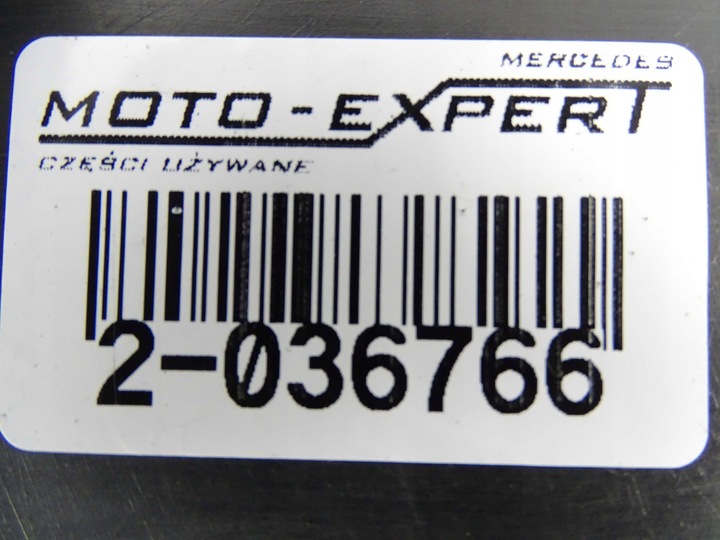 MERCEDES
MOTO-EXPERT
CZĘŚCI UŻYWANE
2-036766